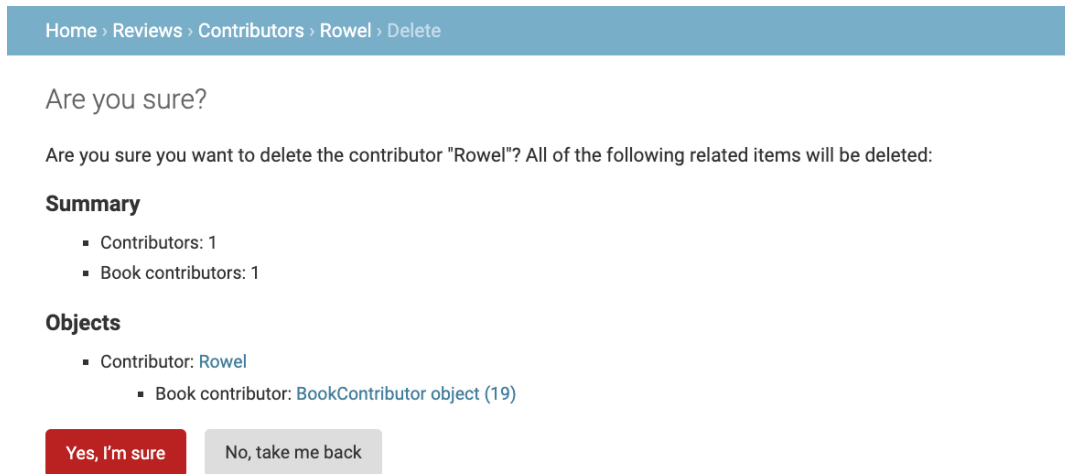 Home › Reviews › Contributors › Rowel › Delete
Are you sure?
Are you sure you want to delete the contributor "Rowel"? All of the following related items will be deleted:
Summary
▪ Contributors: 1
▪ Book contributors: 1
Objects
▪ Contributor: Rowel
▪ Book contributor: BookContributor object (19)
Yes, I'm sure
No, take me back